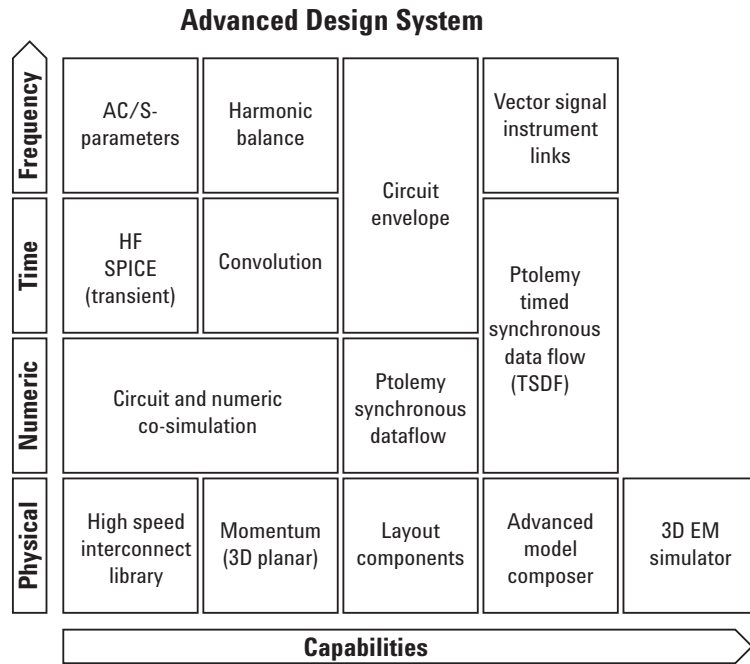 Advanced Design System
Frequency
AC/S-
parameters
Harmonic
balance
Circuit
envelope
Vector signal
instrument
links
Time
HF
SPICE
(transient)
Convolution
Ptolemy
timed
synchronous
data flow
(TSDF)
Numeric
Circuit and numeric
co-simulation
Ptolemy
synchronous
dataflow
Physical
High speed
interconnect
library
Momentum
(3D planar)
Layout
components
Advanced
model
composer
3D EM
simulator
Capabilities